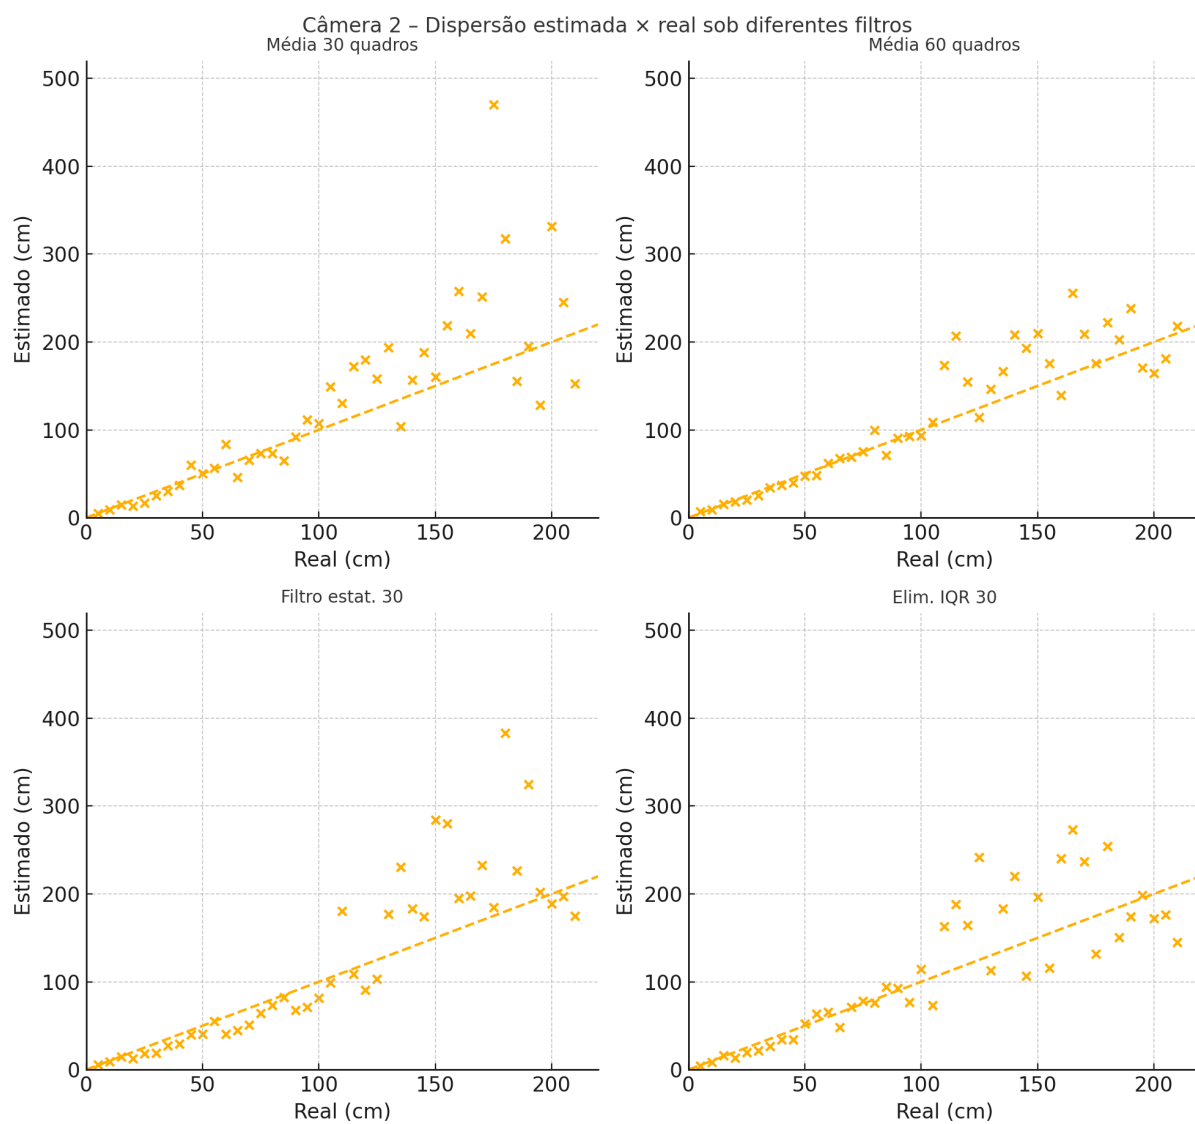 Câmera 2 – Dispersão estimada × real sob diferentes filtros
Média 30 quadros
500
400
300
200
100
0
Estimado (cm)
0 50 100 150 200
Real (cm)
Média 60 quadros
500
400
300
200
100
0
Estimado (cm)
0 50 100 150 200
Real (cm)
Filtro estat. 30
500
400
300
200
100
0
Estimado (cm)
0 50 100 150 200
Real (cm)
Elim. IQR 30
500
400
300
200
100
0
Estimado (cm)
0 50 100 150 200
Real (cm)